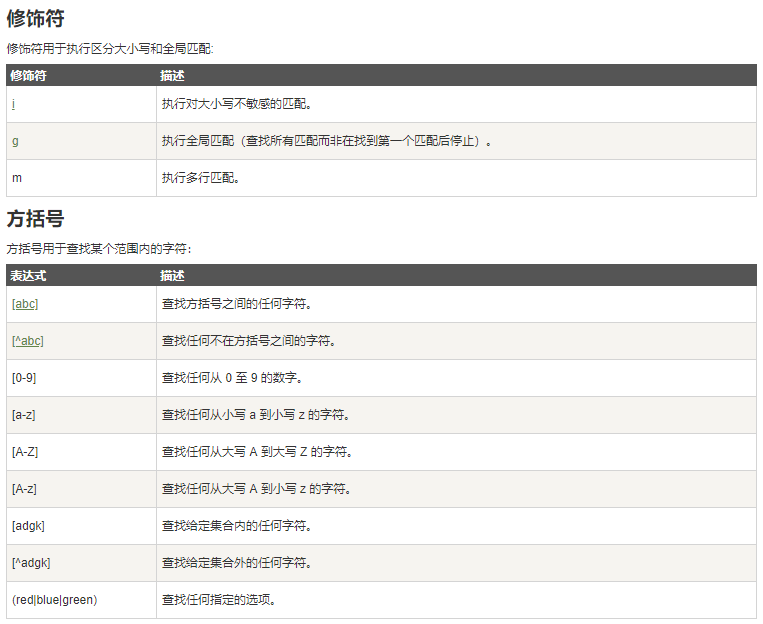 修饰符
修饰符用于执行区分大小写和全局匹配:
修饰符 描述
i 执行对大小写不敏感的匹配。
g 执行全局匹配（查找所有匹配而非在找到第一个匹配后停止）。
m 执行多行匹配。
方括号
方括号用于查找某个范围内的字符：
表达式 描述
[abc] 查找方括号之间的任何字符。
[^abc] 查找任何不在方括号之间的字符。
[0-9] 查找任何从 0 至 9 的数字。
[a-z] 查找任何从小写 a 到小写 z 的字符。
[A-Z] 查找任何从大写 A 到大写 Z 的字符。
[A-z] 查找任何从大写 A 到小写 z 的字符。
[adgk] 查找给定集合内的任何字符。
[^adgk] 查找给定集合外的任何字符。
(red|blue|green) 查找任何指定的选项。